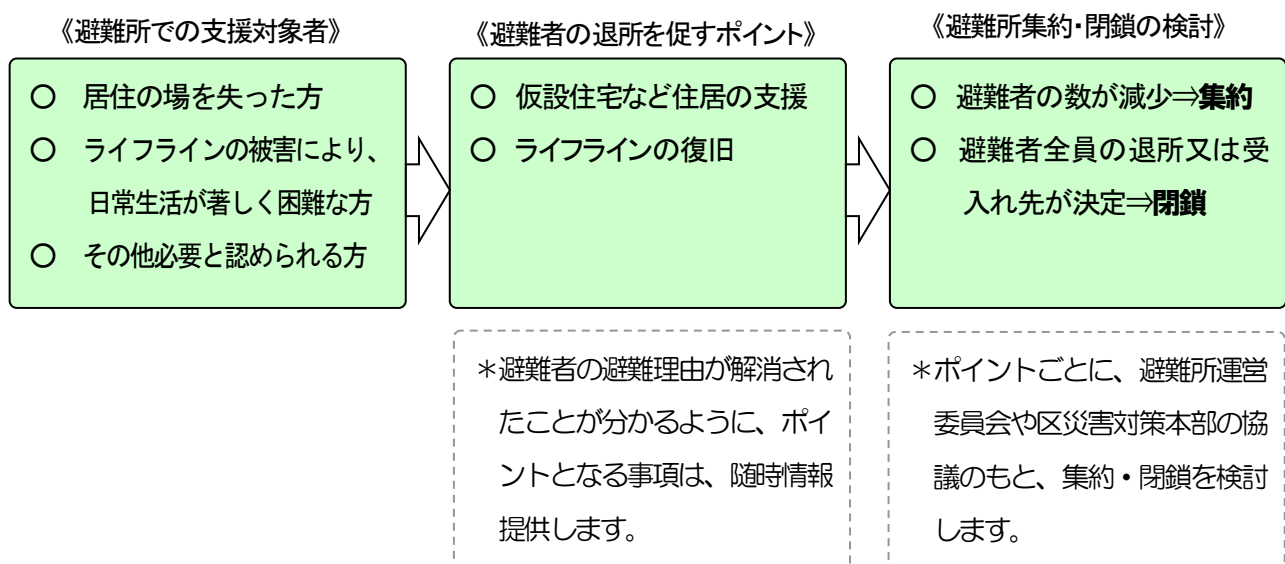 《避難所での支援対象者》
○ 居住の場を失った方
○ ライフラインの被害により、
日常生活が著しく困難な方
○ その他必要と認められる方
《避難者の退所を促すポイント》
○ 仮設住宅など住居の支援
○ ライフラインの復旧
＊避難者の避難理由が解消され
たことが分かるように、ポイ
ントとなる事項は、随時情報
提供します。
《避難所集約・閉鎖の検討》
○ 避難者の数が減少⇒集約
○ 避難者全員の退所又は受
入れ先が決定⇒閉鎖
＊ポイントごとに、避難所運営
委員会や区災害対策本部の協
議のもと、集約・閉鎖を検討
します。